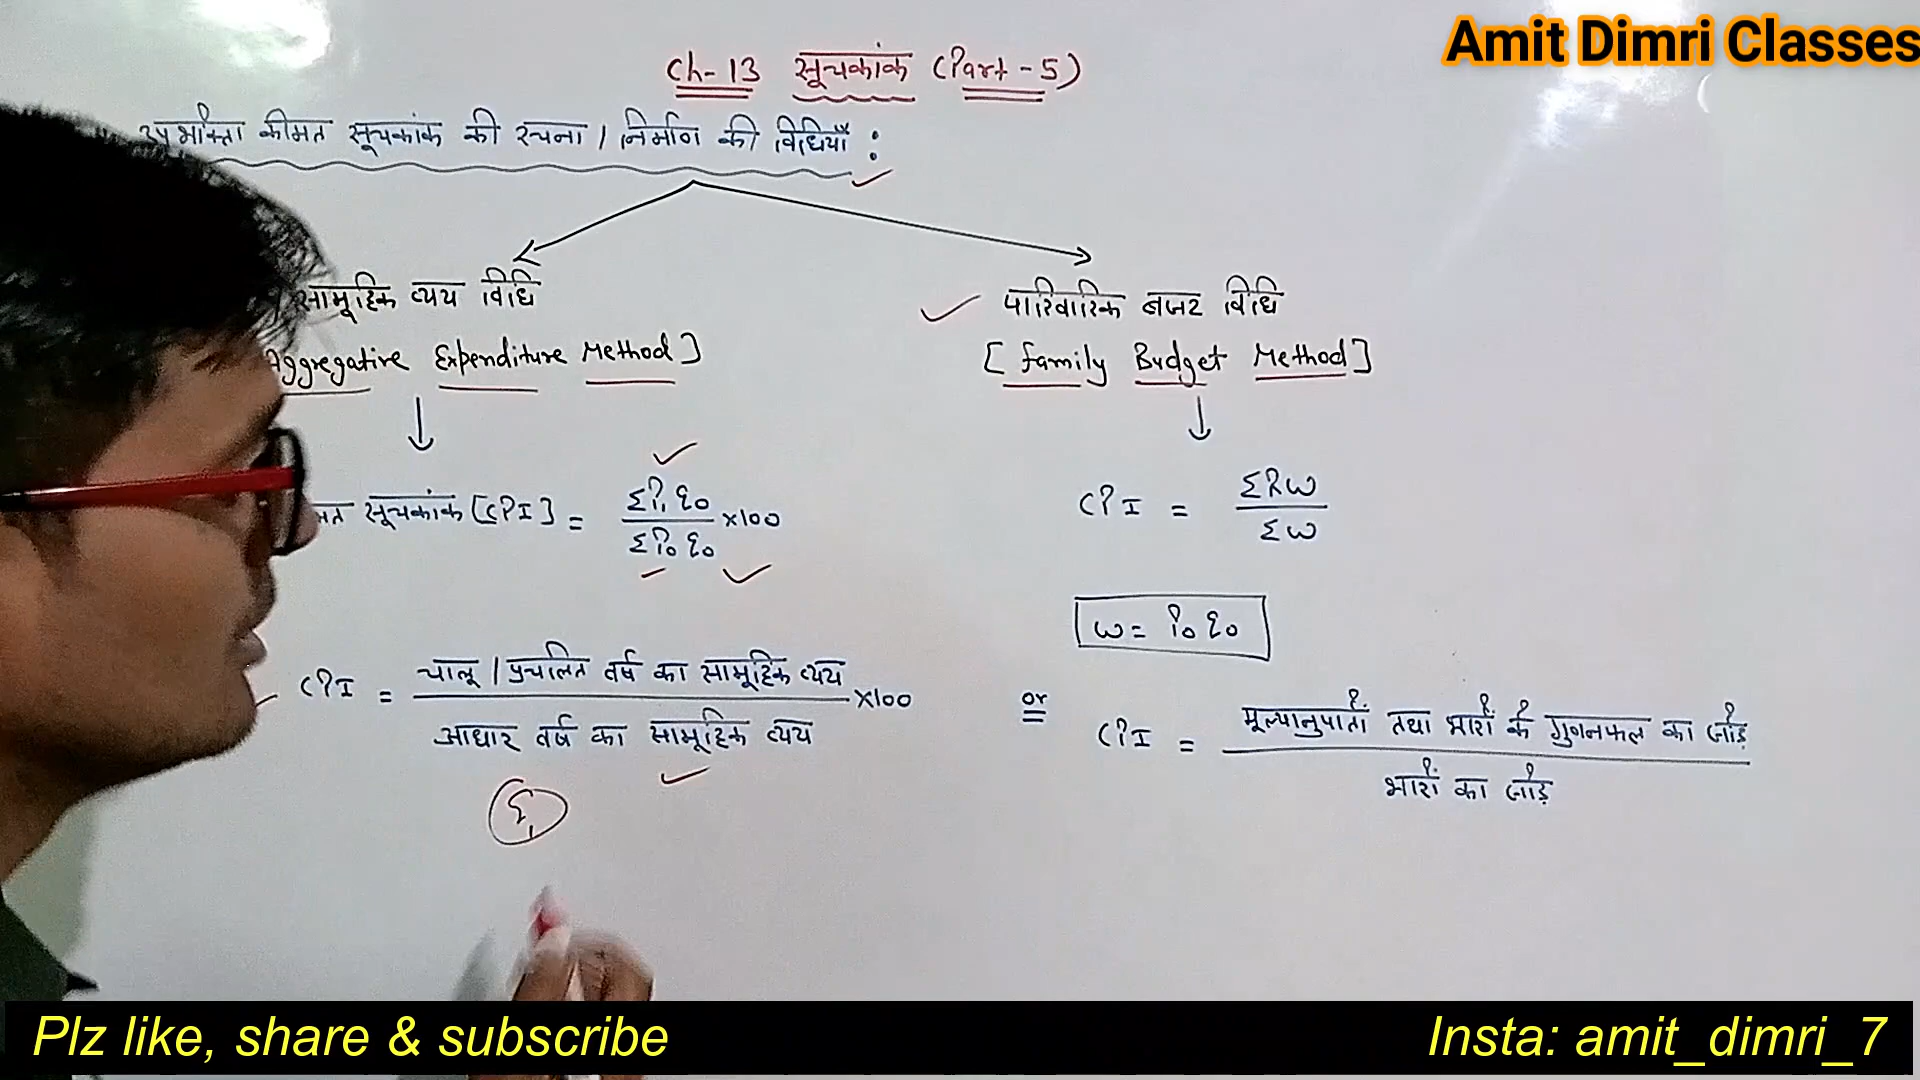 Amit Dimri Classes
Ch-13 सूचकांक (Part-5)
उपभोक्ता कीमत सूचकांक की रचना / निर्माण की विधियाँ :
सामूहिक व्यय विधि
Aggregative Expenditure Method]
सूचकांक [CPI] = ΣP₁q₀ / ΣP₀q₀ ×100
CPI = चालू / प्रचलित वर्ष का सामूहिक व्यय / आधार वर्ष का सामूहिक व्यय ×100
पारिवारिक बजट विधि
[Family Budget Method]
CPI = ΣRW / ΣW
W = P₀q₀
or
CPI = मूल्यानुपातों तथा भारों के गुणनफल का जोड़ / भारों का जोड़
Plz like, share & subscribe
Insta: amit_dimri_7